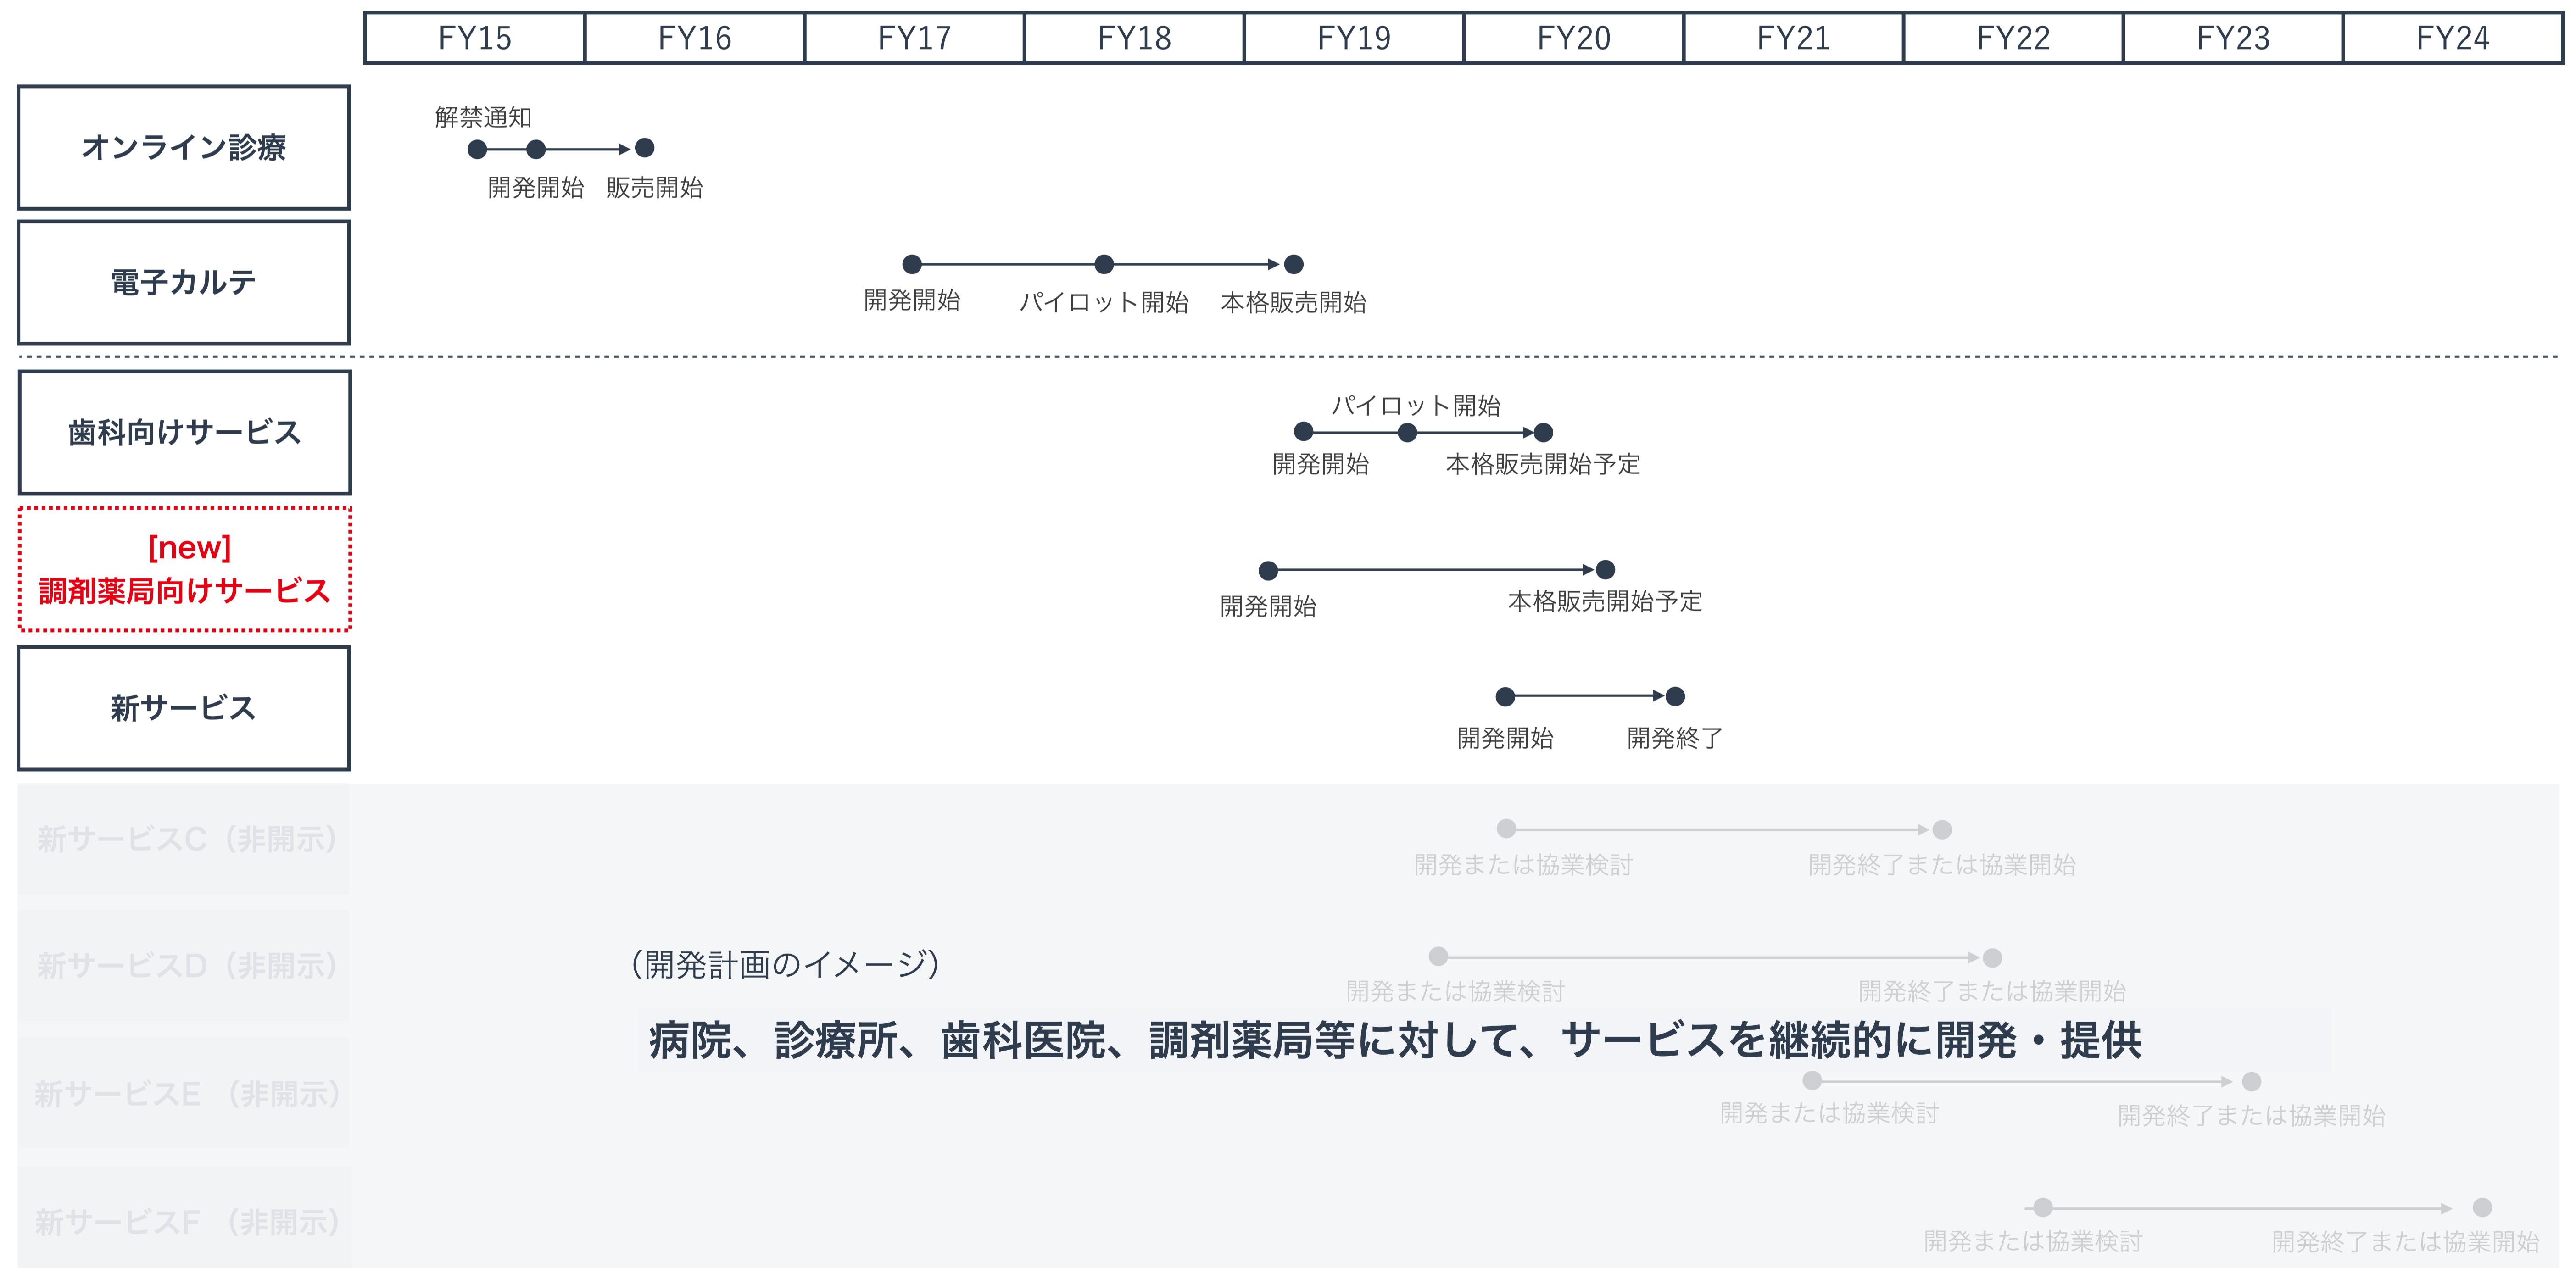 FY15 FY16 FY17 FY18 FY19 FY20 FY21 FY22 FY23 FY24
オンライン診療
解禁通知
開発開始 販売開始
電子カルテ
開発開始 パイロット開始 本格販売開始
歯科向けサービス
パイロット開始
開発開始 本格販売開始予定
[new]
調剤薬局向けサービス
開発開始 本格販売開始予定
新サービス
開発開始 開発終了
新サービスC（非開示）
開発または協業検討 開発終了または協業開始
新サービスD（非開示）
（開発計画のイメージ）
開発または協業検討 開発終了または協業開始
病院、診療所、歯科医院、調剤薬局等に対して、サービスを継続的に開発・提供
新サービスE （非開示）
開発または協業検討 開発終了または協業開始
新サービスF （非開示）
開発または協業検討 開発終了または協業開始